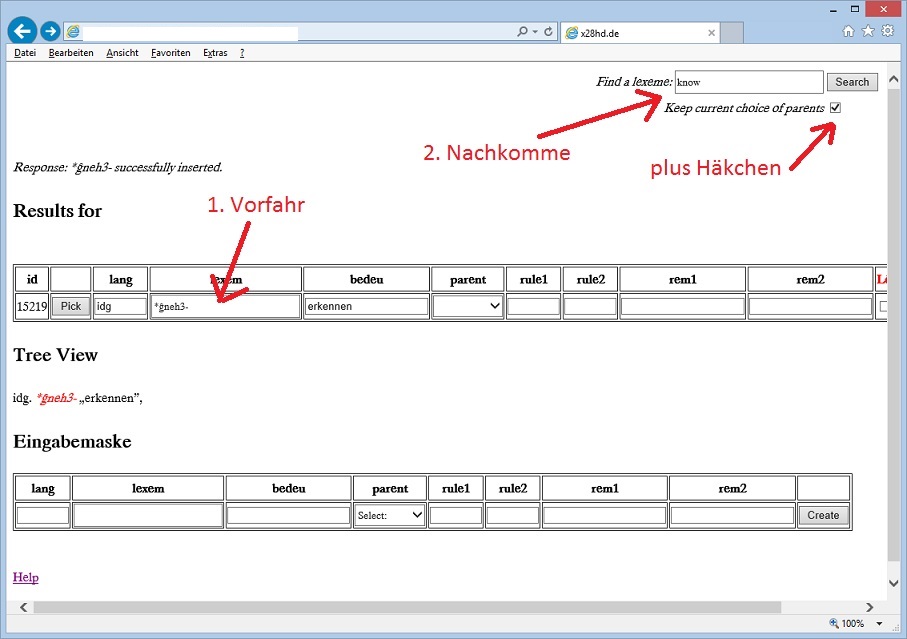 x28hd.de
Datei Bearbeiten Ansicht Favoriten Extras ?
Find a lexeme: know Search
Keep current choice of parents
2. Nachkomme
plus Häkchen
Response: *ĝneh3- successfully inserted.
1. Vorfahr
Results for
id lang lexem bedeu parent rule1 rule2 rem1 rem2
15219 Pick idg *ĝneh3- erkennen
Tree View
idg. *ĝneh3- „erkennen”,
Eingabemaske
lang lexem bedeu parent rule1 rule2 rem1 rem2
Select: Create
Help
100%